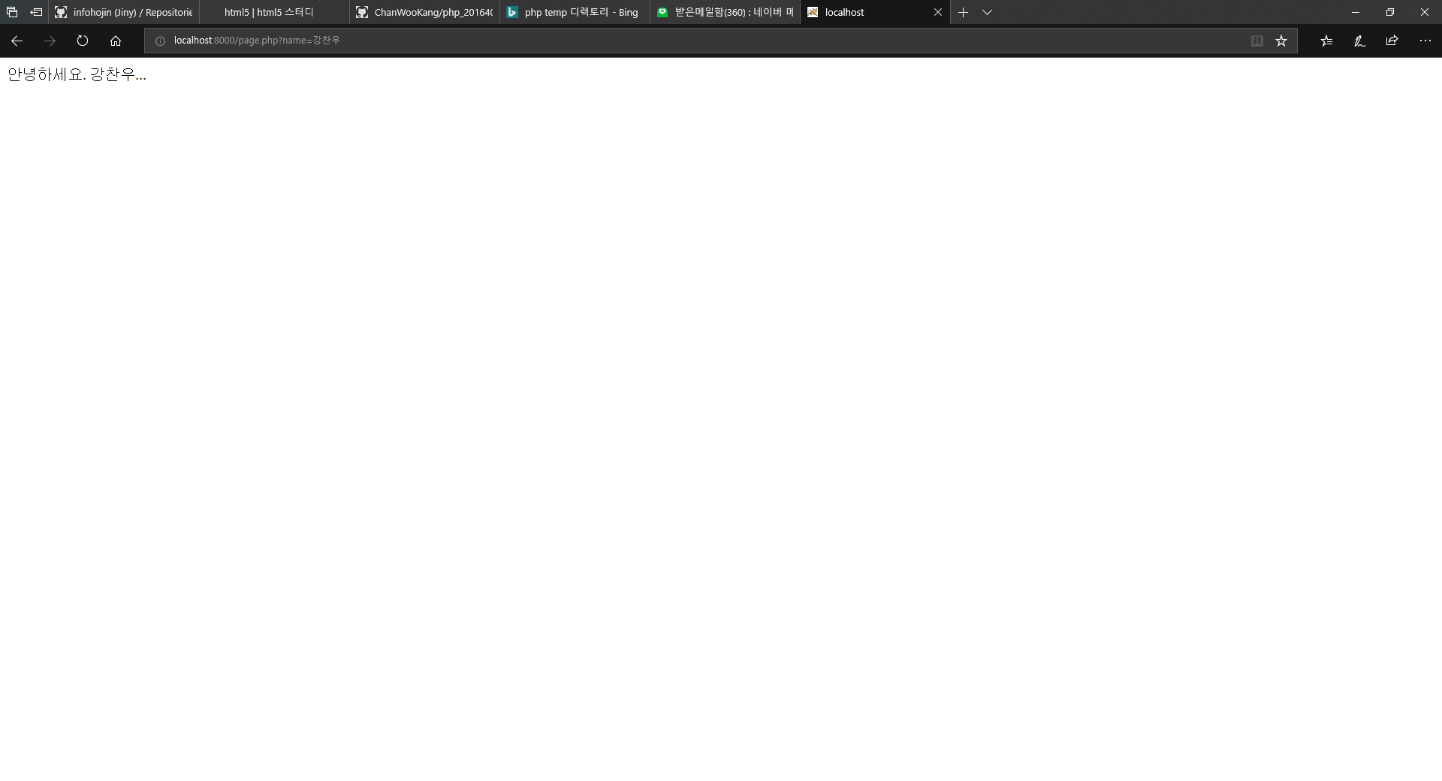 infohojin (Jiny) / Repositorie
html5 | html5 스터디
ChanWooKang/php_20164
php temp 디렉토리 - Bing
받은메일함(360) : 네이버 메
localhost
localhost:8000/page.php?name=강찬우
안녕하세요. 강찬우...